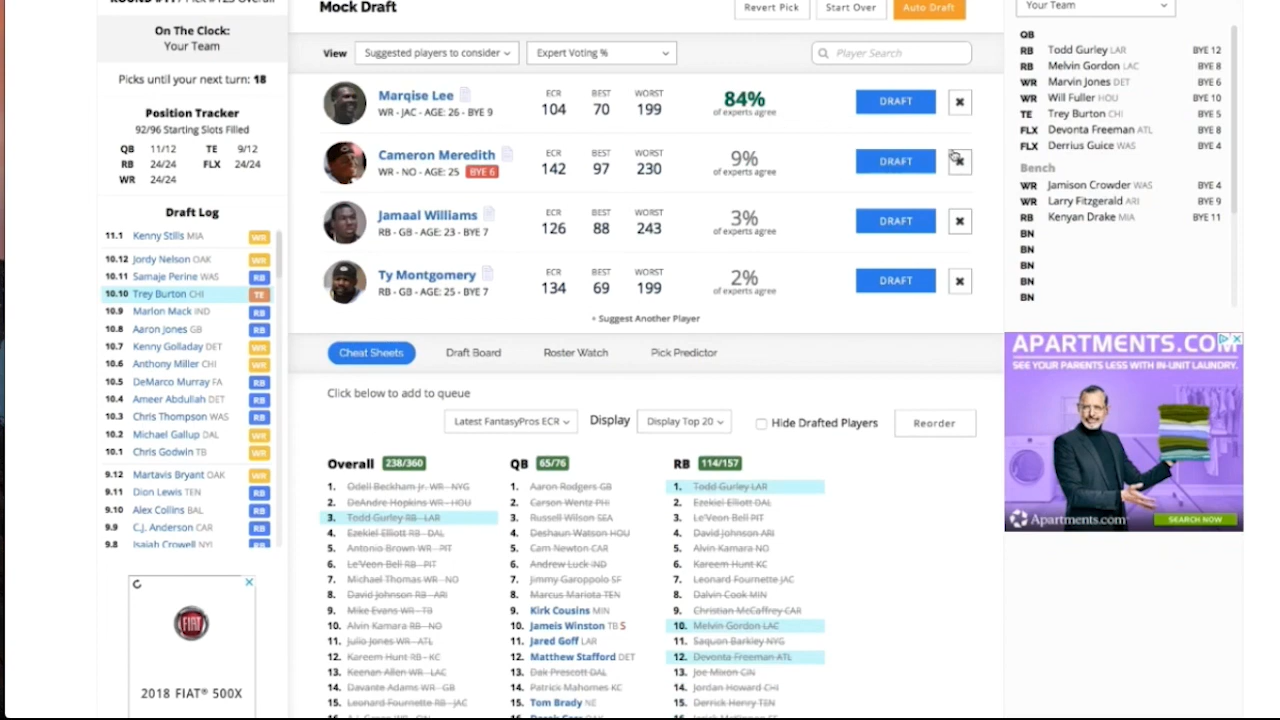 Mock Draft
Revert Pick
Start Over
Auto Draft
Your Team
On The Clock:
Your Team
Picks until your next turn: 18
Position Tracker
92/96 Starting Slots Filled
QB 11/12 TE 9/12
RB 24/24 FLX 24/24
WR 24/24
Draft Log
11.1 Kenny Stills MIA WR
10.12 Jordy Nelson OAK WR
10.11 Samaje Perine WAS RB
10.10 Trey Burton CHI TE
10.9 Marlon Mack IND RB
10.8 Aaron Jones GB RB
10.7 Kenny Golladay DET WR
10.6 Anthony Miller CHI WR
10.5 DeMarco Murray FA RB
10.4 Ameer Abdullah DET RB
10.3 Chris Thompson WAS RB
10.2 Michael Gallup DAL WR
10.1 Chris Godwin TB WR
9.12 Martavis Bryant OAK WR
9.11 Dion Lewis TEN RB
9.10 Alex Collins BAL RB
9.9 C.J. Anderson CAR RB
9.8 Isaiah Crowell NYJ RB
2018 FIAT® 500X
FIAT
View
Suggested players to consider
Expert Voting %
Player Search
Marqise Lee ECR BEST WORST 84% DRAFT
WR - JAC - AGE: 26 - BYE 9 104 70 199 of experts agree
Cameron Meredith ECR BEST WORST 9% DRAFT
WR - NO - AGE: 25 BYE 6 142 97 230 of experts agree
Jamaal Williams ECR BEST WORST 3% DRAFT
RB - GB - AGE: 23 - BYE 7 126 88 243 of experts agree
Ty Montgomery ECR BEST WORST 2% DRAFT
RB - GB - AGE: 25 - BYE 7 134 69 199 of experts agree
+ Suggest Another Player
Cheat Sheets
Draft Board
Roster Watch
Pick Predictor
Click below to add to queue
Latest FantasyPros ECR
Display
Display Top 20
Hide Drafted Players
Reorder
Overall 238/360
1. Odell Beckham Jr. WR - NYG
2. DeAndre Hopkins WR - HOU
3. Todd Gurley RB - LAR
4. Ezekiel Elliott RB - DAL
5. Antonio Brown WR - PIT
6. Le'Veon Bell RB - PIT
7. Michael Thomas WR - NO
8. David Johnson RB - ARI
9. Mike Evans WR - TB
10. Alvin Kamara RB - NO
11. Julio Jones WR - ATL
12. Kareem Hunt RB - KC
13. Keenan Allen WR - LAC
14. Davante Adams WR - GB
15. Leonard Fournette RB - JAC
QB 65/76
1. Aaron Rodgers GB
2. Carson Wentz PHI
3. Russell Wilson SEA
4. Deshaun Watson HOU
5. Cam Newton CAR
6. Andrew Luck IND
7. Jimmy Garoppolo SF
8. Marcus Mariota TEN
9. Kirk Cousins MIN
10. Jameis Winston TB S
11. Jared Goff LAR
12. Matthew Stafford DET
13. Dak Prescott DAL
14. Patrick Mahomes KC
15. Tom Brady NE
RB 114/157
1. Todd Gurley LAR
2. Ezekiel Elliott DAL
3. Le'Veon Bell PIT
4. David Johnson ARI
5. Alvin Kamara NO
6. Kareem Hunt KC
7. Leonard Fournette JAC
8. Dalvin Cook MIN
9. Christian McCaffrey CAR
10. Melvin Gordon LAC
11. Saquon Barkley NYG
12. Devonta Freeman ATL
13. Joe Mixon CIN
14. Jordan Howard CHI
15. Derrick Henry TEN
QB
RB Todd Gurley LAR BYE 12
RB Melvin Gordon LAC BYE 8
WR Marvin Jones DET BYE 6
WR Will Fuller HOU BYE 10
TE Trey Burton CHI BYE 5
FLX Devonta Freeman ATL BYE 8
FLX Derrius Guice WAS BYE 4
Bench
WR Jamison Crowder WAS BYE 4
WR Larry Fitzgerald ARI BYE 9
RB Kenyan Drake MIA BYE 11
BN
BN
BN
BN
BN
APARTMENTS.COM
SEE YOUR PARENTS LESS WITH IN-UNIT LAUNDRY.
Apartments.com
SEARCH NOW